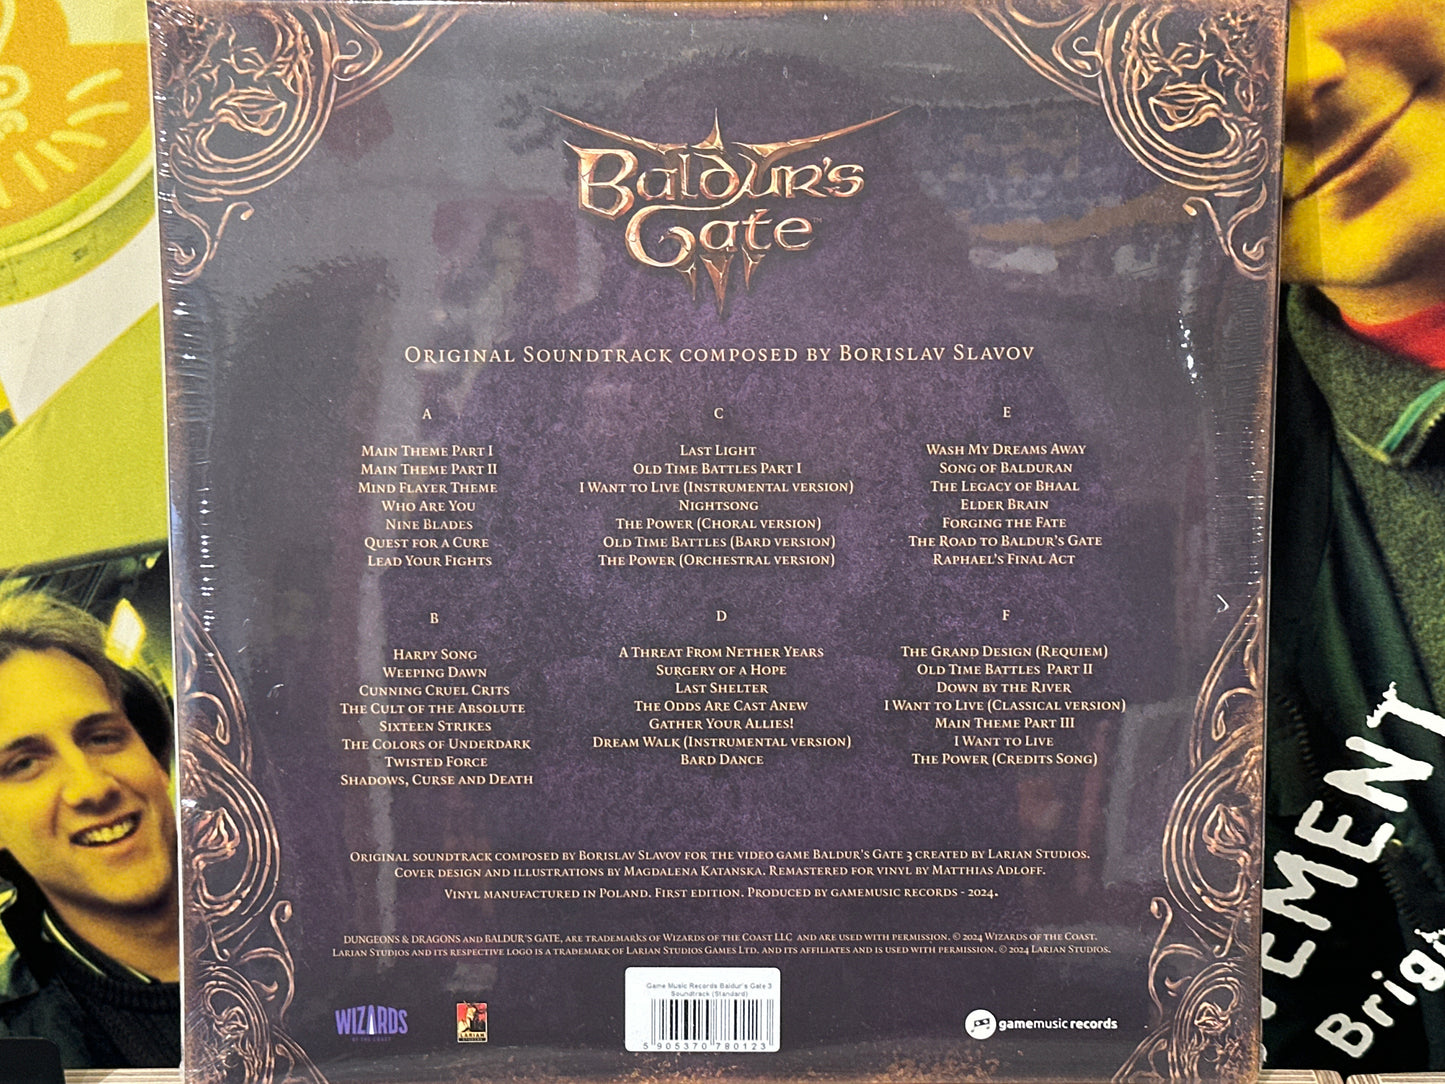 Baldur's
Gate™
Original Soundtrack composed by Borislav Slavov
A
Main Theme Part I
Main Theme Part II
Mind Flayer Theme
Who Are You
Nine Blades
Quest for a Cure
Lead Your Fights
B
Harpy Song
Weeping Dawn
Cunning Cruel Crits
The Cult of the Absolute
Sixteen Strikes
The Colors of Underdark
Twisted Force
Shadows, Curse and Death
C
Last Light
Old Time Battles Part I
I Want to Live (Instrumental version)
Nightsong
The Power (Choral version)
Old Time Battles (Bard version)
The Power (Orchestral version)
D
A Threat From Nether Years
Surgery of a Hope
Last Shelter
The Odds Are Cast Anew
Gather Your Allies!
Dream Walk (Instrumental version)
Bard Dance
E
Wash My Dreams Away
Song of Balduran
The Legacy of Bhaal
Elder Brain
Forging the Fate
The Road to Baldur's Gate
Raphael's Final Act
F
The Grand Design (Requiem)
Old Time Battles Part II
Down by the River
I Want to Live (Classical version)
Main Theme Part III
I Want to Live
The Power (Credits Song)
Original soundtrack composed by Borislav Slavov for the video game Baldur's Gate 3 created by Larian Studios.
Cover design and illustrations by Magdalena Katanska. Remastered for vinyl by Matthias Adloff.
Vinyl manufactured in Poland. First edition. Produced by gamemusic records - 2024.
DUNGEONS & DRAGONS and BALDUR'S GATE, are trademarks of Wizards of the Coast LLC and are used with permission. © 2024 Wizards of the Coast.
Larian Studios and its respective logo is a trademark of Larian Studios Games Ltd. and its affiliates and is used with permission. © 2024 Larian Studios.
Game Music Records Baldur's Gate 3
Soundtrack (Standard)
5 905370 780123
WIZARDS
OF THE COAST
LARIAN
STUDIOS
gamemusic records
EMENT
Brig